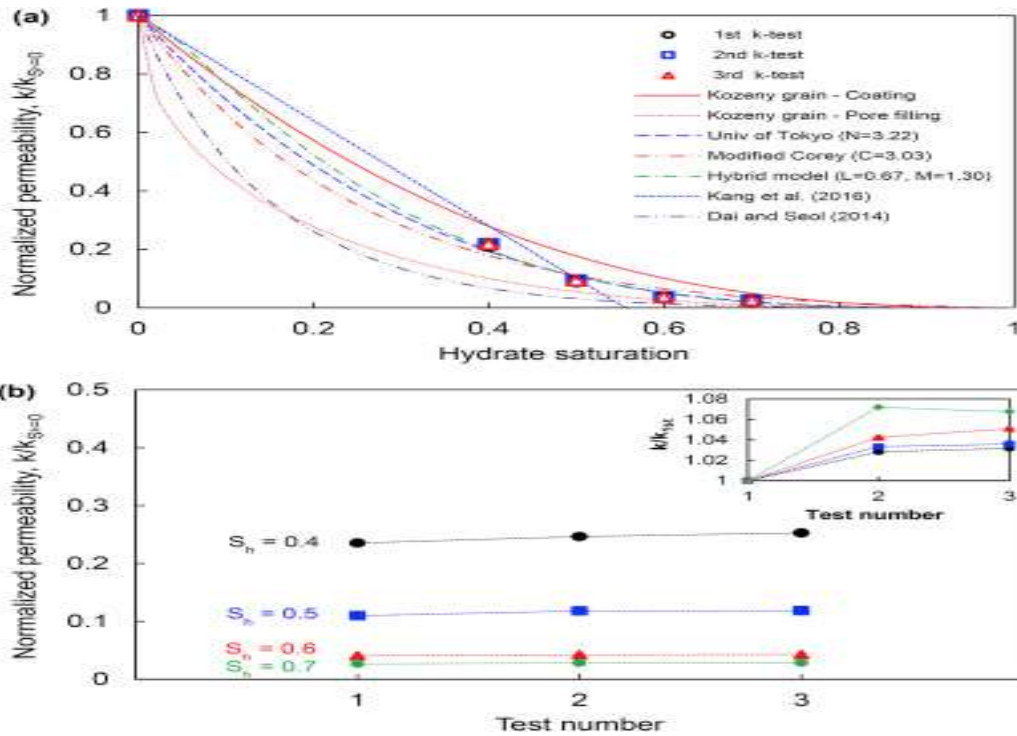 (a)
Normalized permeability, k/kSh=0
1
0.8
0.6
0.4
0.2
0
0
0.2
0.4
0.6
0.8
1
Hydrate saturation
1st k-test
2nd k-test
3rd k-test
Kozeny grain - Coating
Kozeny grain - Pore filling
Univ of Tokyo (N=3.22)
Modified Corey (C=3.03)
Hybrid model (L=0.67, M=1.30)
Kang et al. (2016)
Dai and Seol (2014)
(b)
Normalized permeability, k/kSh=0
0.5
0.4
0.3
0.2
0.1
0
Sh = 0.4
Sh = 0.5
Sh = 0.6
Sh = 0.7
1
2
3
Test number
k/k1st
1.08
1.06
1.04
1.02
1
1
2
3
Test number